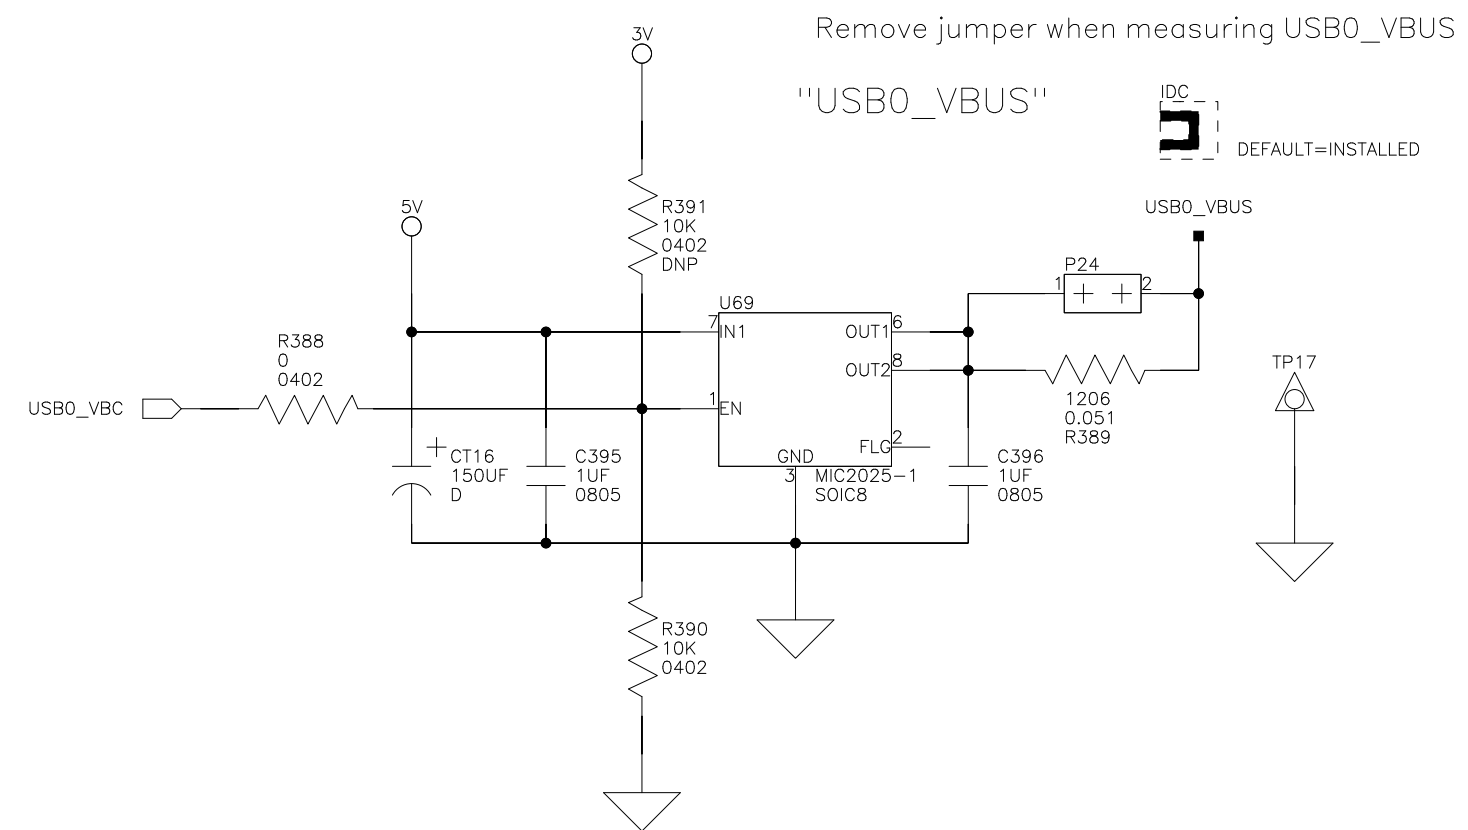 Remove jumper when measuring USB0_VBUS
3V
"USB0_VBUS"
IDC
DEFAULT=INSTALLED
5V
R391
10K
0402
DNP
USB0_VBUS
P24
1
2
U69
7
IN1
OUT1
6
OUT2
8
1
EN
FLG
2
GND
3
MIC2025-1
SOIC8
R388
0
0402
USB0_VBC
CT16
150UF
D
C395
1UF
0805
1206
0.051
R389
C396
1UF
0805
TP17
R390
10K
0402